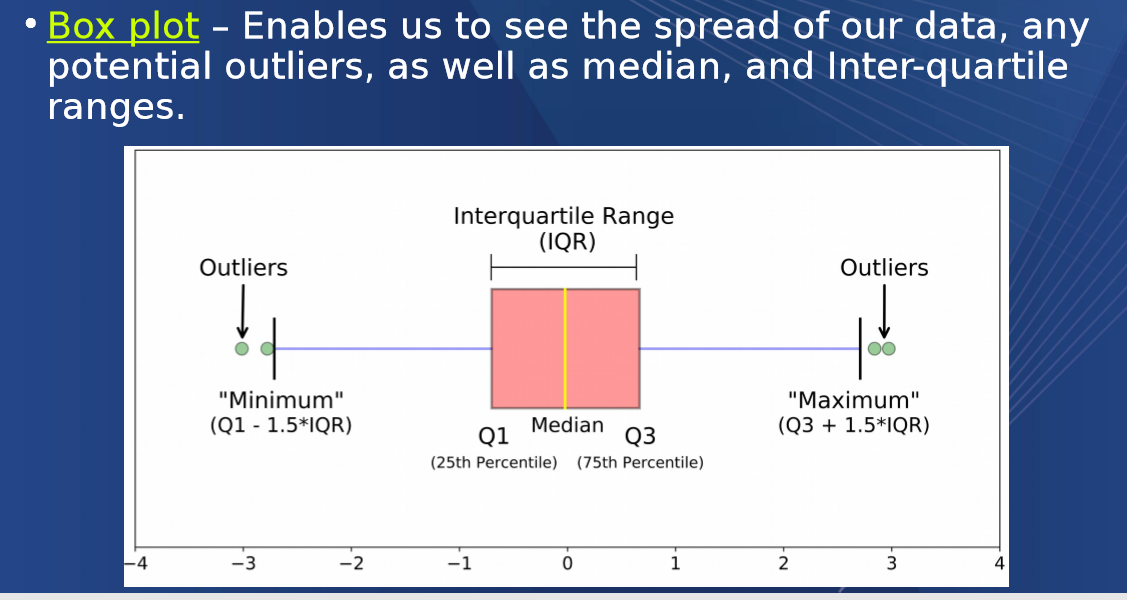 • Box plot – Enables us to see the spread of our data, any
potential outliers, as well as median, and Inter-quartile
ranges.
Interquartile Range
(IQR)
Outliers
Outliers
"Minimum"
(Q1 - 1.5*IQR)
"Maximum"
(Q3 + 1.5*IQR)
Median
Q1
Q3
(25th Percentile)
(75th Percentile)
−4 −3 −2 −1 0 1 2 3 4